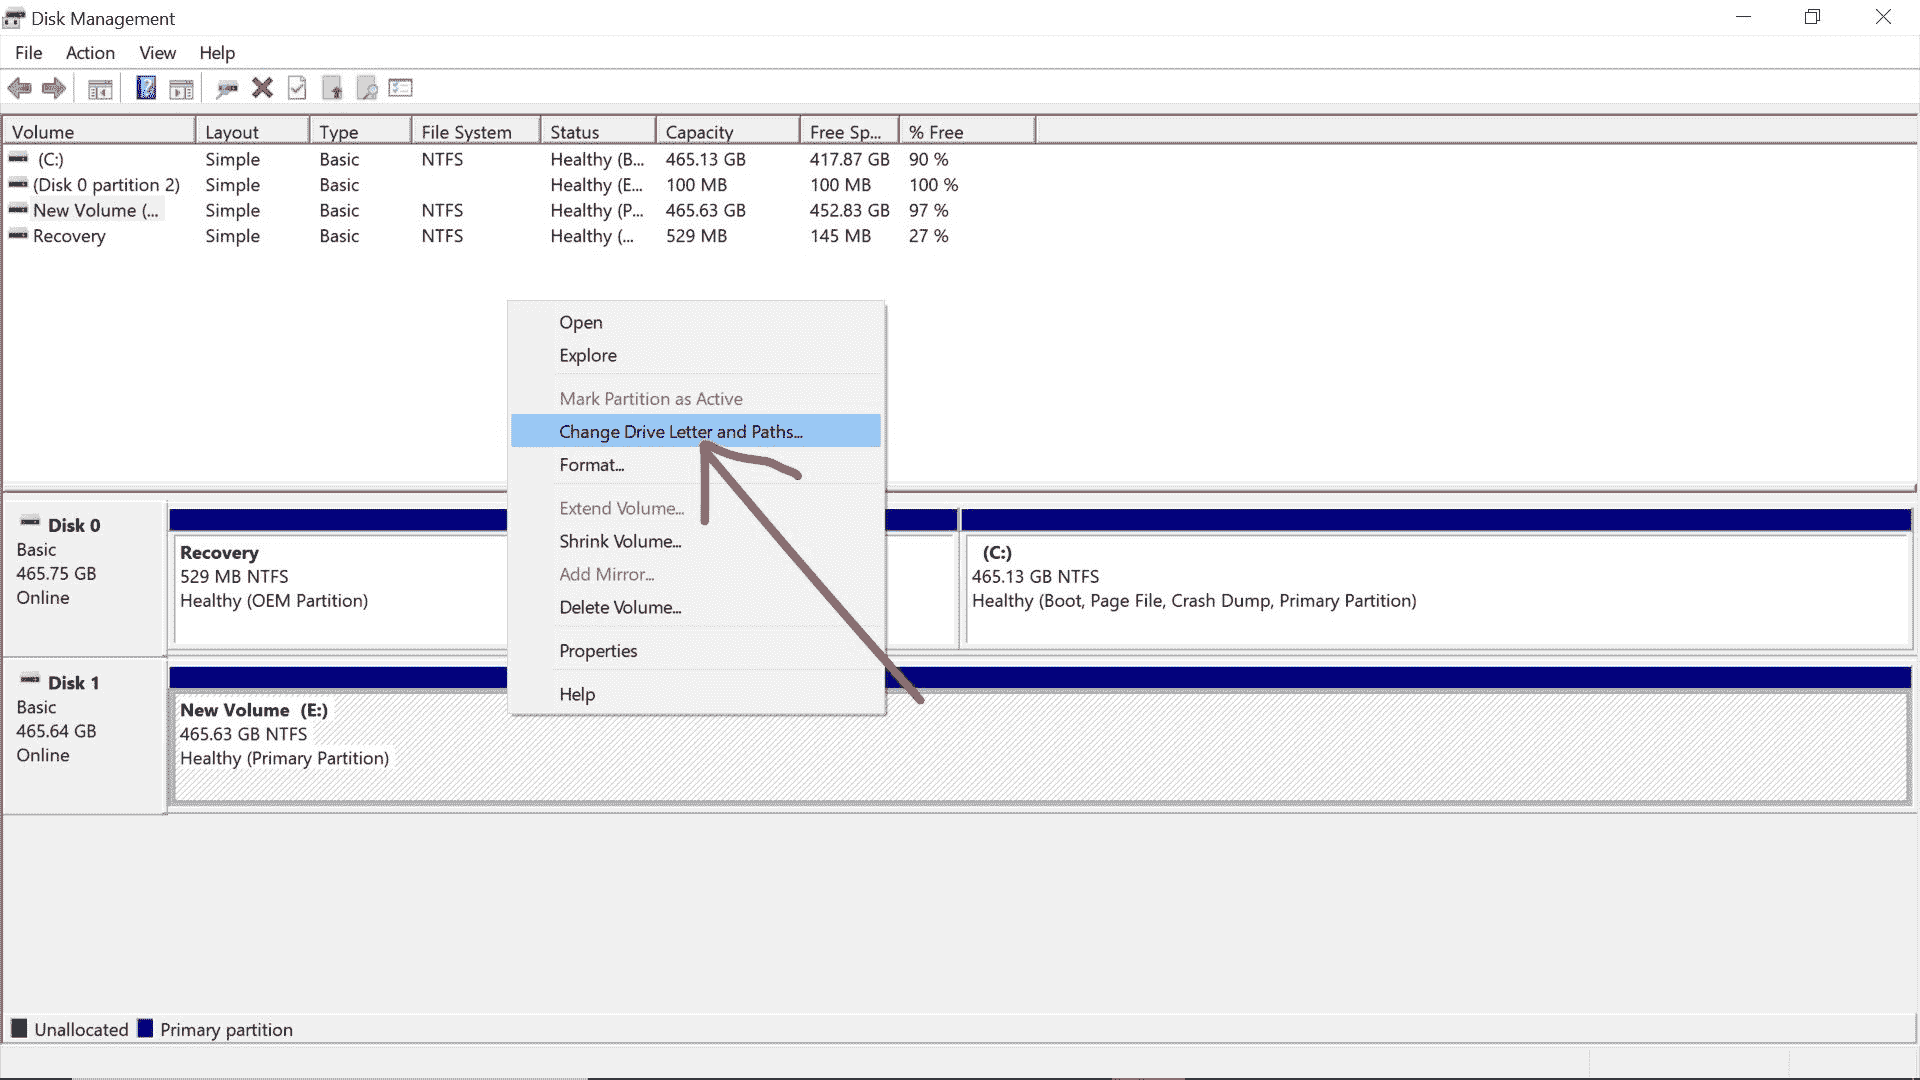 Disk Management
File Action View Help
Volume Layout Type File System Status Capacity Free Sp... % Free
(C:) Simple Basic NTFS Healthy (B... 465.13 GB 417.87 GB 90 %
(Disk 0 partition 2) Simple Basic Healthy (E... 100 MB 100 MB 100 %
New Volume (... Simple Basic NTFS Healthy (P... 465.63 GB 452.83 GB 97 %
Recovery Simple Basic NTFS Healthy (... 529 MB 145 MB 27 %
Open
Explore
Mark Partition as Active
Change Drive Letter and Paths...
Format...
Extend Volume...
Shrink Volume...
Add Mirror...
Delete Volume...
Properties
Help
Disk 0
Basic
465.75 GB
Online
Recovery
529 MB NTFS
Healthy (OEM Partition)
(C:)
465.13 GB NTFS
Healthy (Boot, Page File, Crash Dump, Primary Partition)
Disk 1
Basic
465.64 GB
Online
New Volume (E:)
465.63 GB NTFS
Healthy (Primary Partition)
Unallocated Primary partition